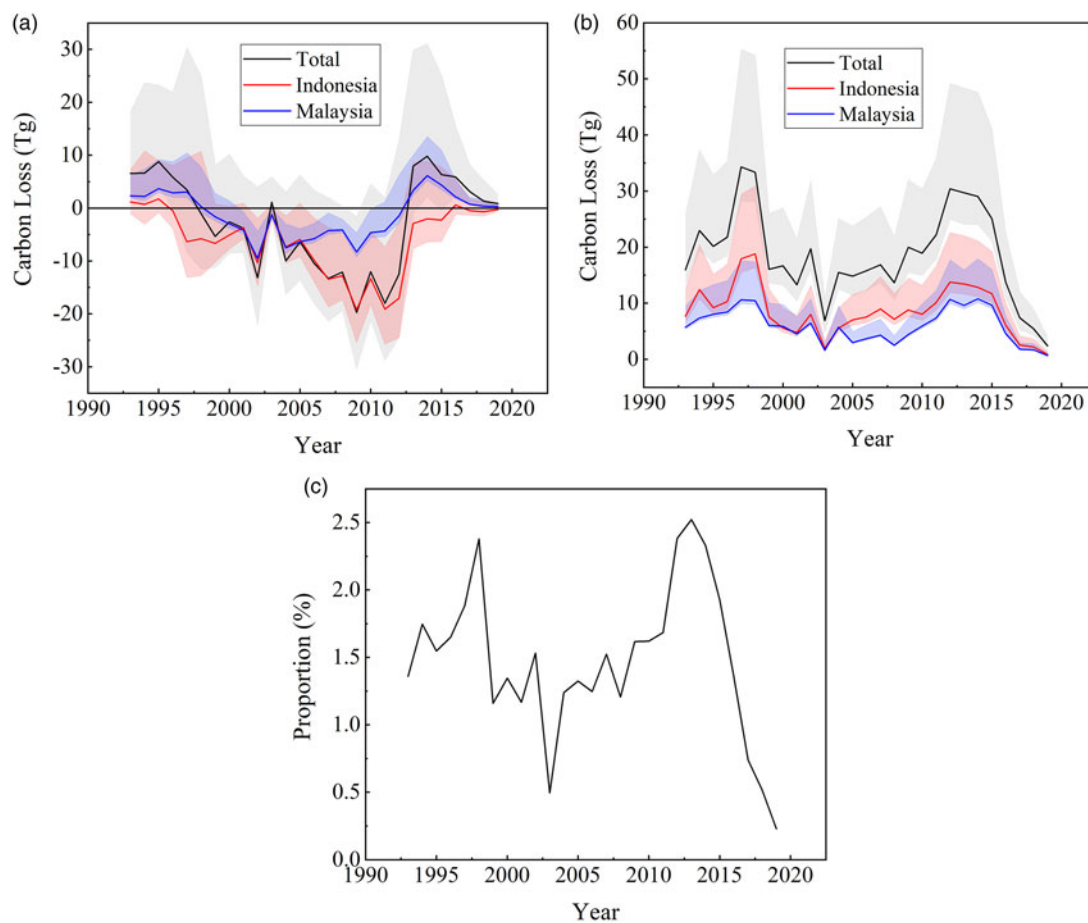 (a)
Carbon Loss (Tg)
30
20
10
0
-10
-20
-30
Total
Indonesia
Malaysia
1990 1995 2000 2005 2010 2015 2020
Year
(b)
Carbon Loss (Tg)
60
50
40
30
20
10
0
Total
Indonesia
Malaysia
1990 1995 2000 2005 2010 2015 2020
Year
(c)
Proportion (%)
2.5
2.0
1.5
1.0
0.5
0.0
1990 1995 2000 2005 2010 2015 2020
Year